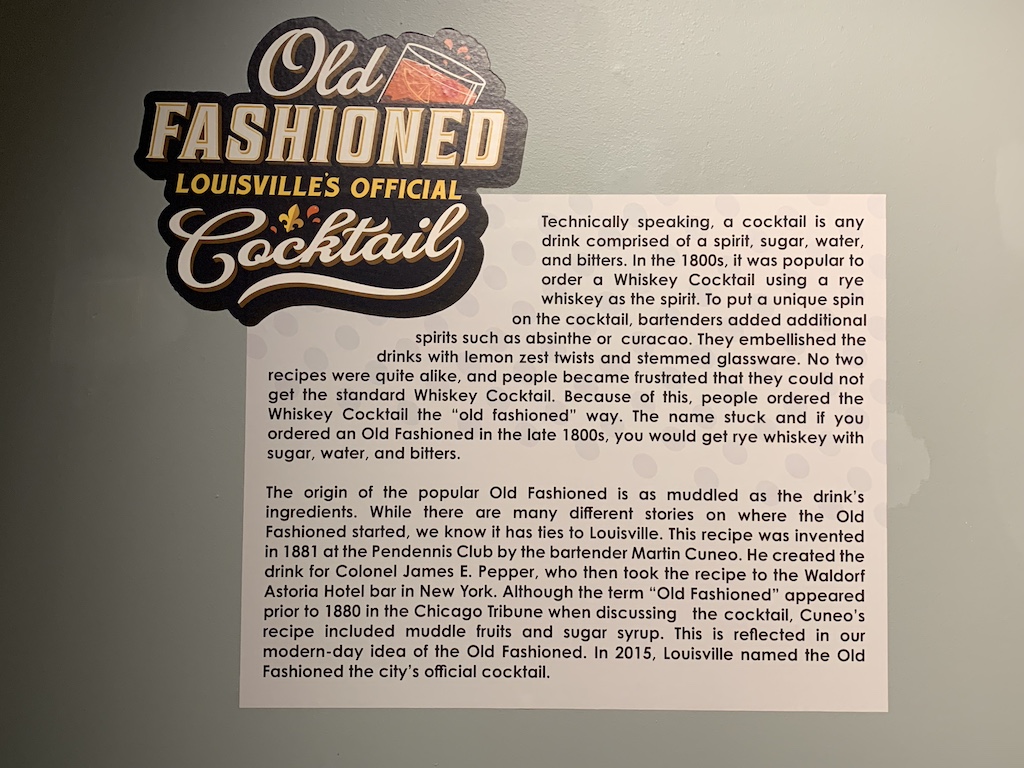 Old
FASHIONED
LOUISVILLE'S OFFICIAL
Cocktail
Technically speaking, a cocktail is any
drink comprised of a spirit, sugar, water,
and bitters. In the 1800s, it was popular to
order a Whiskey Cocktail using a rye
whiskey as the spirit. To put a unique spin
on the cocktail, bartenders added additional
spirits such as absinthe or curacao. They embellished the
drinks with lemon zest twists and stemmed glassware. No two
recipes were quite alike, and people became frustrated that they could not
get the standard Whiskey Cocktail. Because of this, people ordered the
Whiskey Cocktail the “old fashioned” way. The name stuck and if you
ordered an Old Fashioned in the late 1800s, you would get rye whiskey with
sugar, water, and bitters.
The origin of the popular Old Fashioned is as muddled as the drink’s
ingredients. While there are many different stories on where the Old
Fashioned started, we know it has ties to Louisville. This recipe was invented
in 1881 at the Pendennis Club by the bartender Martin Cuneo. He created the
drink for Colonel James E. Pepper, who then took the recipe to the Waldorf
Astoria Hotel bar in New York. Although the term “Old Fashioned” appeared
prior to 1880 in the Chicago Tribune when discussing the cocktail, Cuneo’s
recipe included muddle fruits and sugar syrup. This is reflected in our
modern-day idea of the Old Fashioned. In 2015, Louisville named the Old
Fashioned the city’s official cocktail.